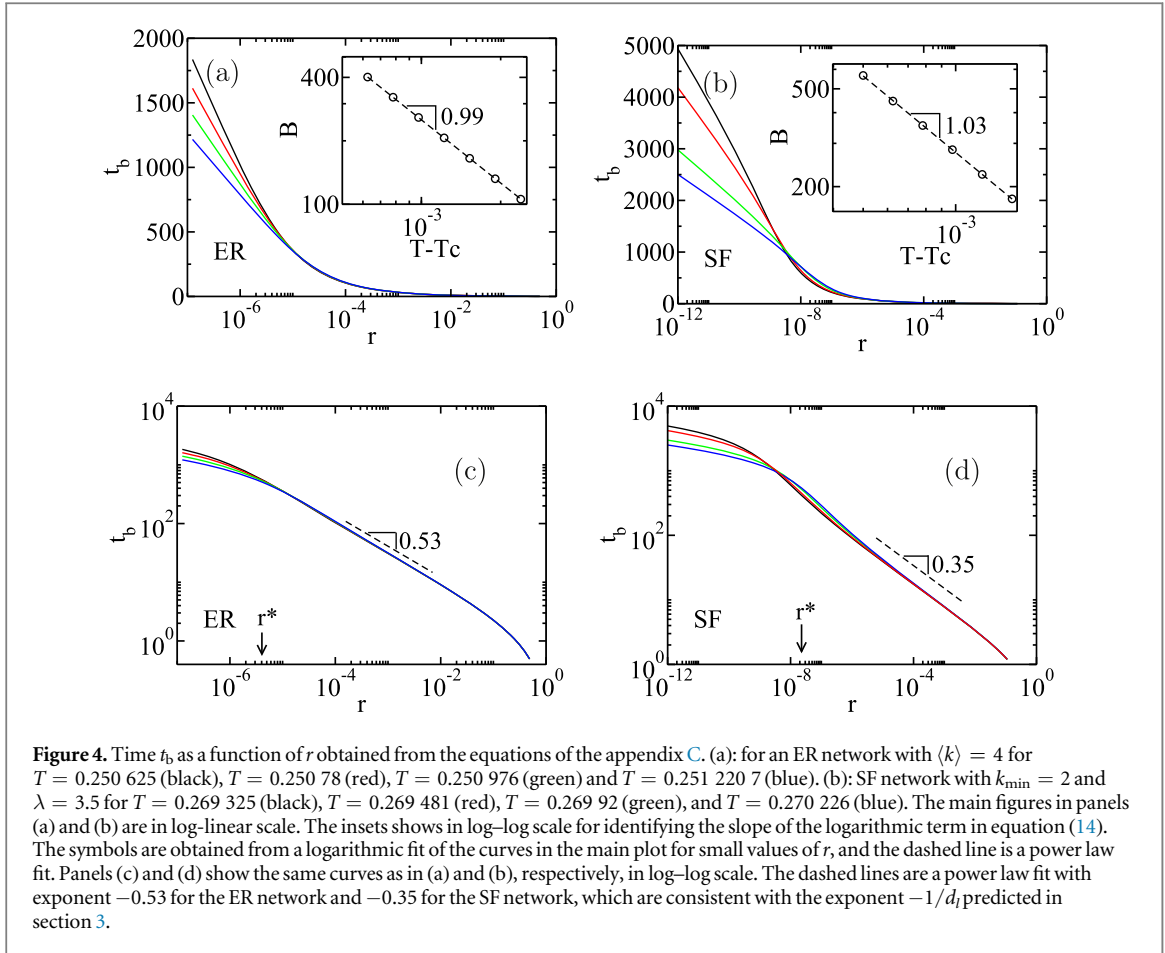 2000
1500
1000
500
0
t_b
(a)
ER
400
100
B
0.99
10^-3
T-Tc
10^-6
10^-4
10^-2
10^0
r
5000
4000
3000
2000
1000
0
t_b
(b)
SF
500
200
B
1.03
10^-3
T-Tc
10^-12
10^-8
10^-4
10^0
r
10^4
10^2
10^0
t_b
(c)
0.53
ER
r*
10^-6
10^-4
10^-2
10^0
r
10^4
10^2
10^0
t_b
(d)
0.35
SF
r*
10^-12
10^-8
10^-4
10^0
r
Figure 4. Time t_b as a function of r obtained from the equations of the appendix C. (a): for an ER network with ⟨k⟩ = 4 for
T = 0.250 625 (black), T = 0.250 78 (red), T = 0.250 976 (green) and T = 0.251 220 7 (blue). (b): SF network with k_min = 2 and
λ = 3.5 for T = 0.269 325 (black), T = 0.269 481 (red), T = 0.269 92 (green), and T = 0.270 226 (blue). The main figures in panels
(a) and (b) are in log-linear scale. The insets shows in log–log scale for identifying the slope of the logarithmic term in equation (14).
The symbols are obtained from a logarithmic fit of the curves in the main plot for small values of r, and the dashed line is a power law
fit. Panels (c) and (d) show the same curves as in (a) and (b), respectively, in log–log scale. The dashed lines are a power law fit with
exponent −0.53 for the ER network and −0.35 for the SF network, which are consistent with the exponent −1/d_l predicted in
section 3.